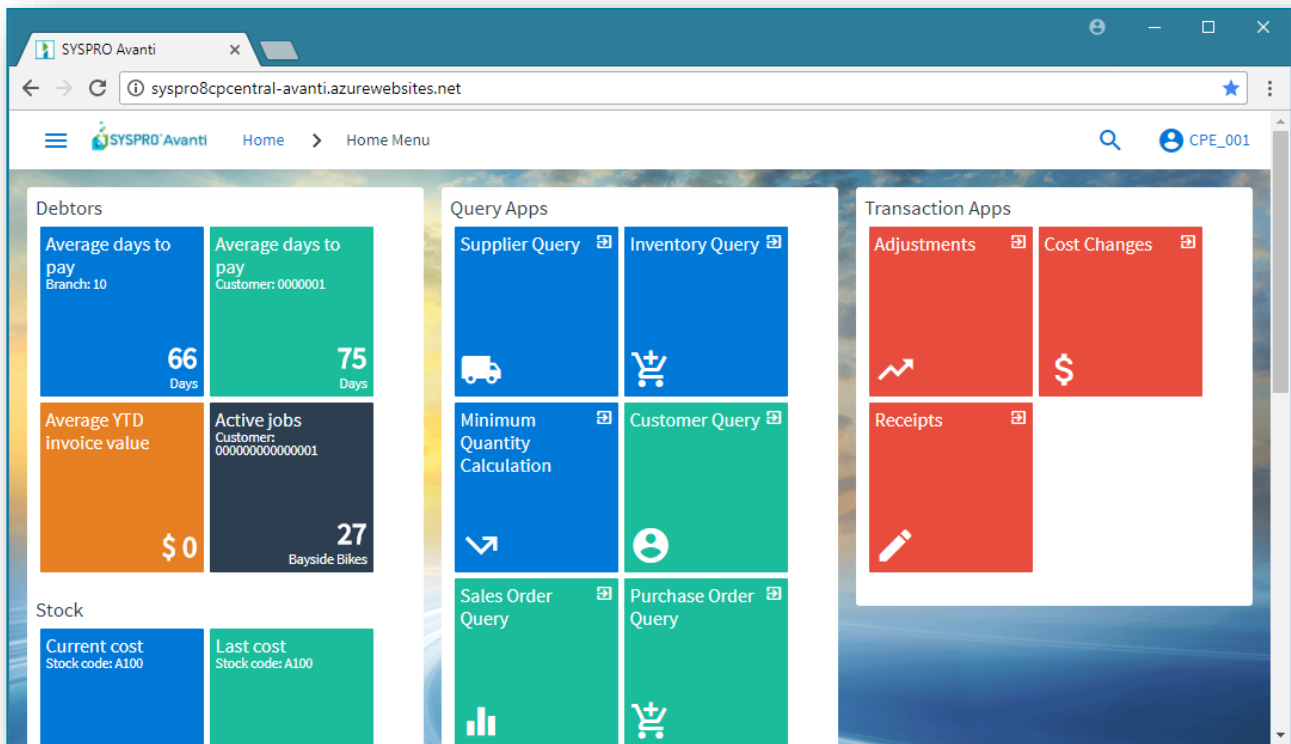 SYSPRO Avanti
syspro8cpcentral-avanti.azurewebsites.net
SYSPRO Avanti Home Home Menu CPE_001
Debtors
Average days to
pay
Branch: 10
66
Days
Average days to
pay
Customer: 0000001
75
Days
Average YTD
invoice value
$ 0
Active jobs
Customer:
000000000000001
27
Bayside Bikes
Stock
Current cost
Stock code: A100
Last cost
Stock code: A100
Query Apps
Supplier Query
Inventory Query
Minimum
Quantity
Calculation
Customer Query
Sales Order
Query
Purchase Order
Query
Transaction Apps
Adjustments
Cost Changes
$
Receipts